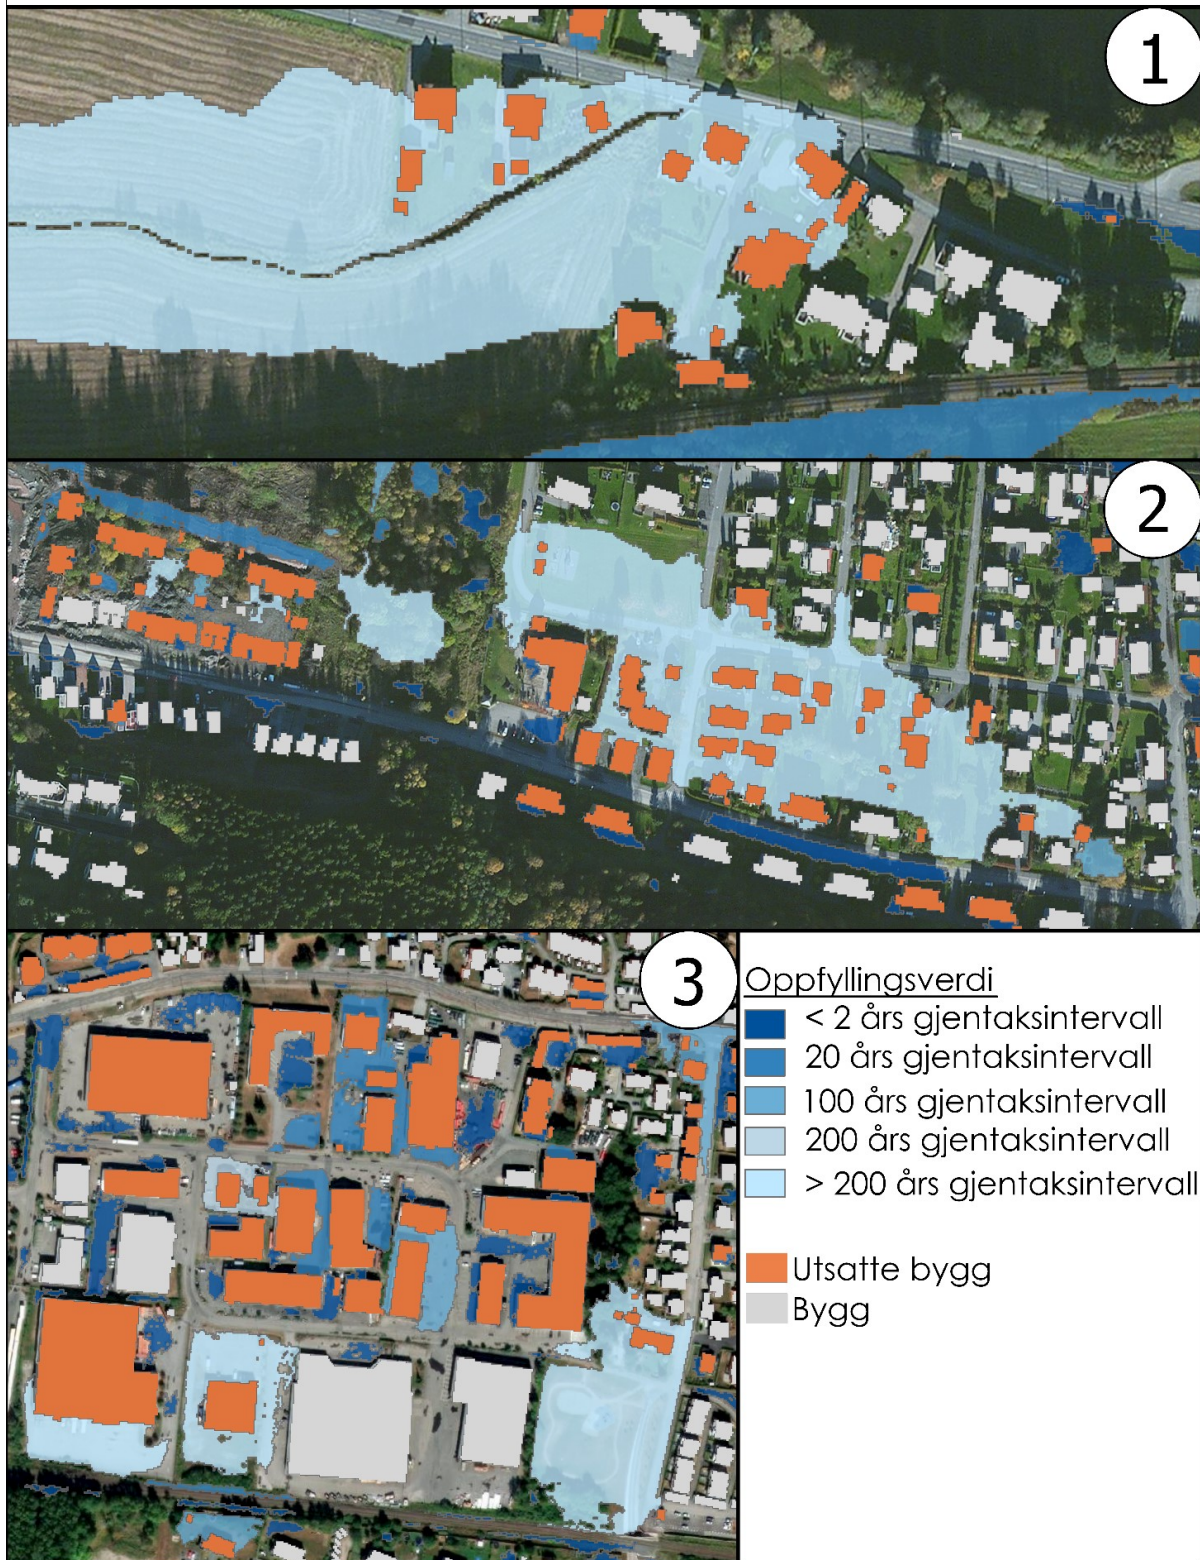 1
2
3
Oppfyllingsverdi
< 2 års gjentaksintervall
20 års gjentaksintervall
100 års gjentaksintervall
200 års gjentaksintervall
> 200 års gjentaksintervall
Utsatte bygg
Bygg